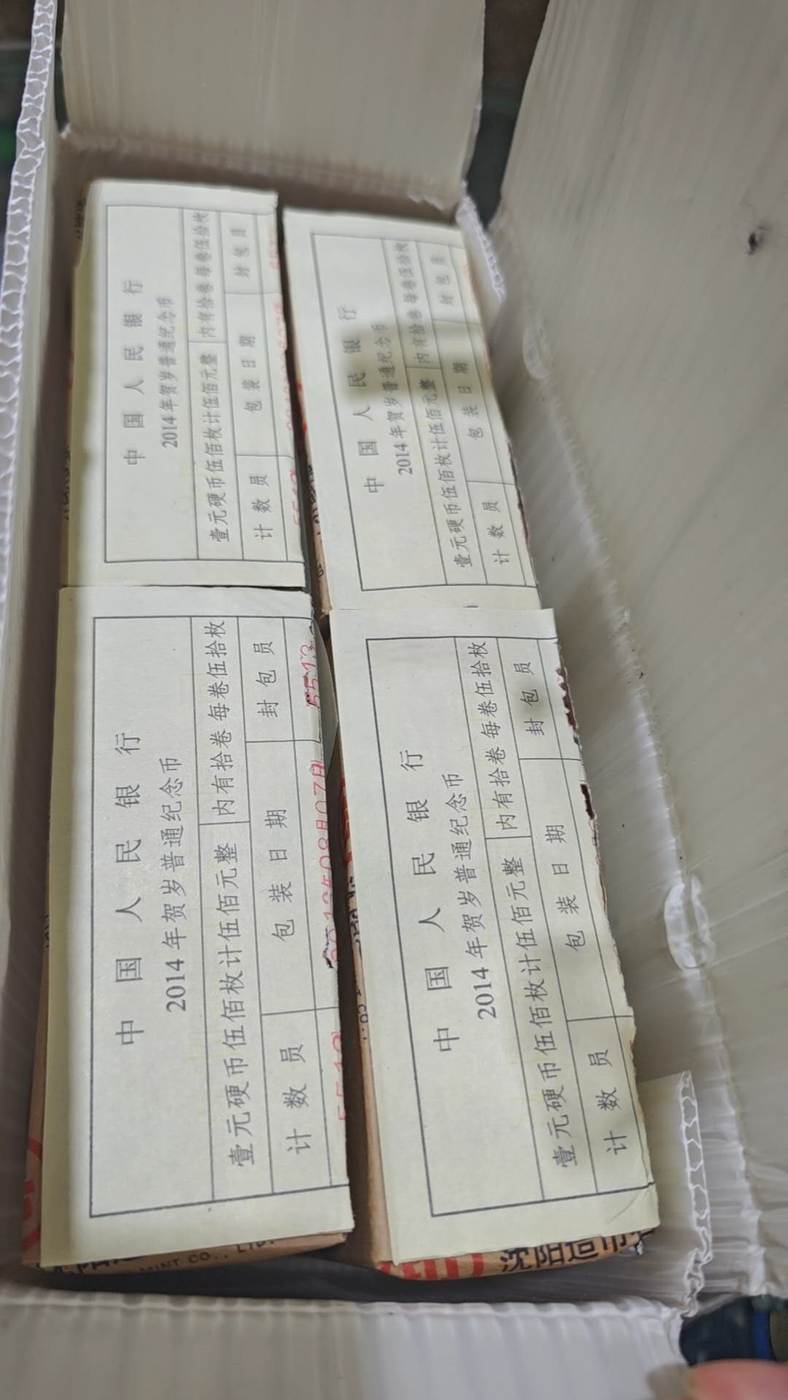 中国人民银行
2014年贺岁普通纪念币
壹元硬币伍佰枚计伍佰元整 内有拾卷每卷伍拾枚
计数员 包装日期 封包员
中国人民银行
2014年贺岁普通纪念币
壹元硬币伍佰枚计伍佰元整 内有拾卷每卷伍拾枚
计数员 包装日期 封包员
中国人民银行
2014年贺岁普通纪念币
壹元硬币伍佰枚计伍佰元整 内有拾卷每卷伍拾枚
计数员 包装日期 封包员
5513
中国人民银行
2014年贺岁普通纪念币
壹元硬币伍佰枚计伍佰元整 内有拾卷每卷伍拾枚
计数员 包装日期 封包员
MINT CO., LTD.
沈阳造币